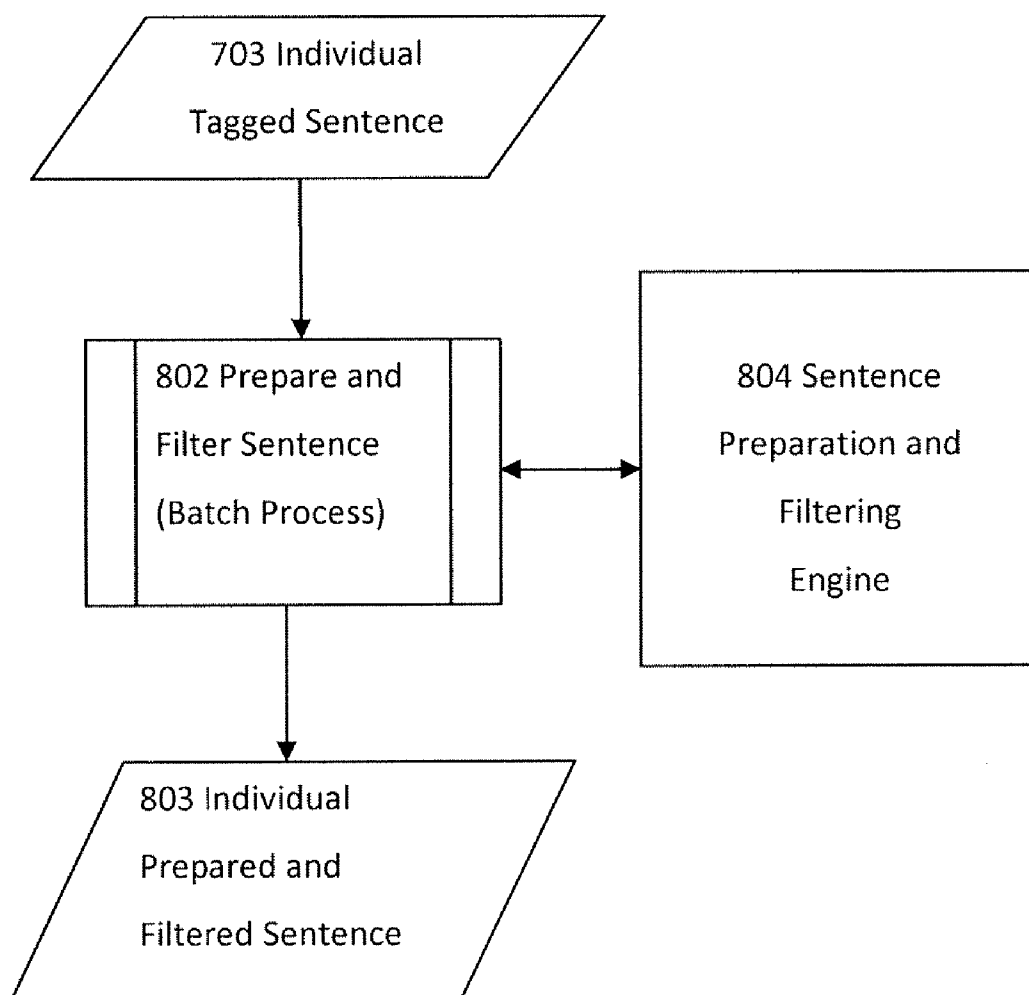 703 Individual
Tagged Sentence
802 Prepare and
Filter Sentence
(Batch Process)
804 Sentence
Preparation and
Filtering
Engine
803 Individual
Prepared and
Filtered Sentence